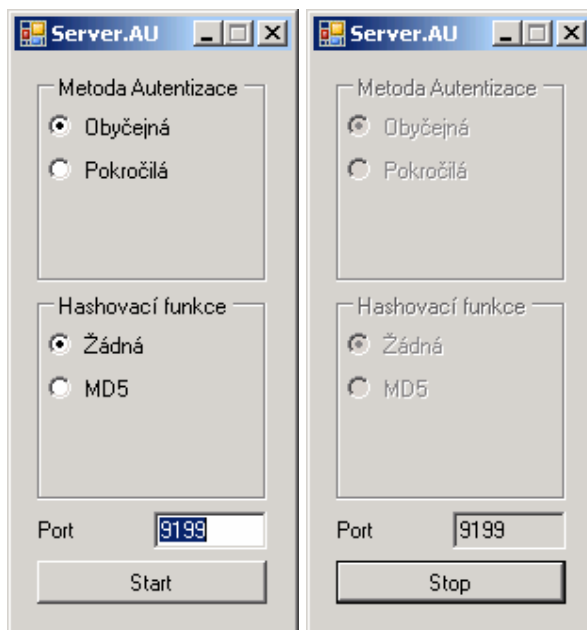 Server.AU
Metoda Autentizace
Obyčejná
Pokročilá
Hashovací funkce
Žádná
MD5
Port 9199
Start
Server.AU
Metoda Autentizace
Obyčejná
Pokročilá
Hashovací funkce
Žádná
MD5
Port 9199
Stop